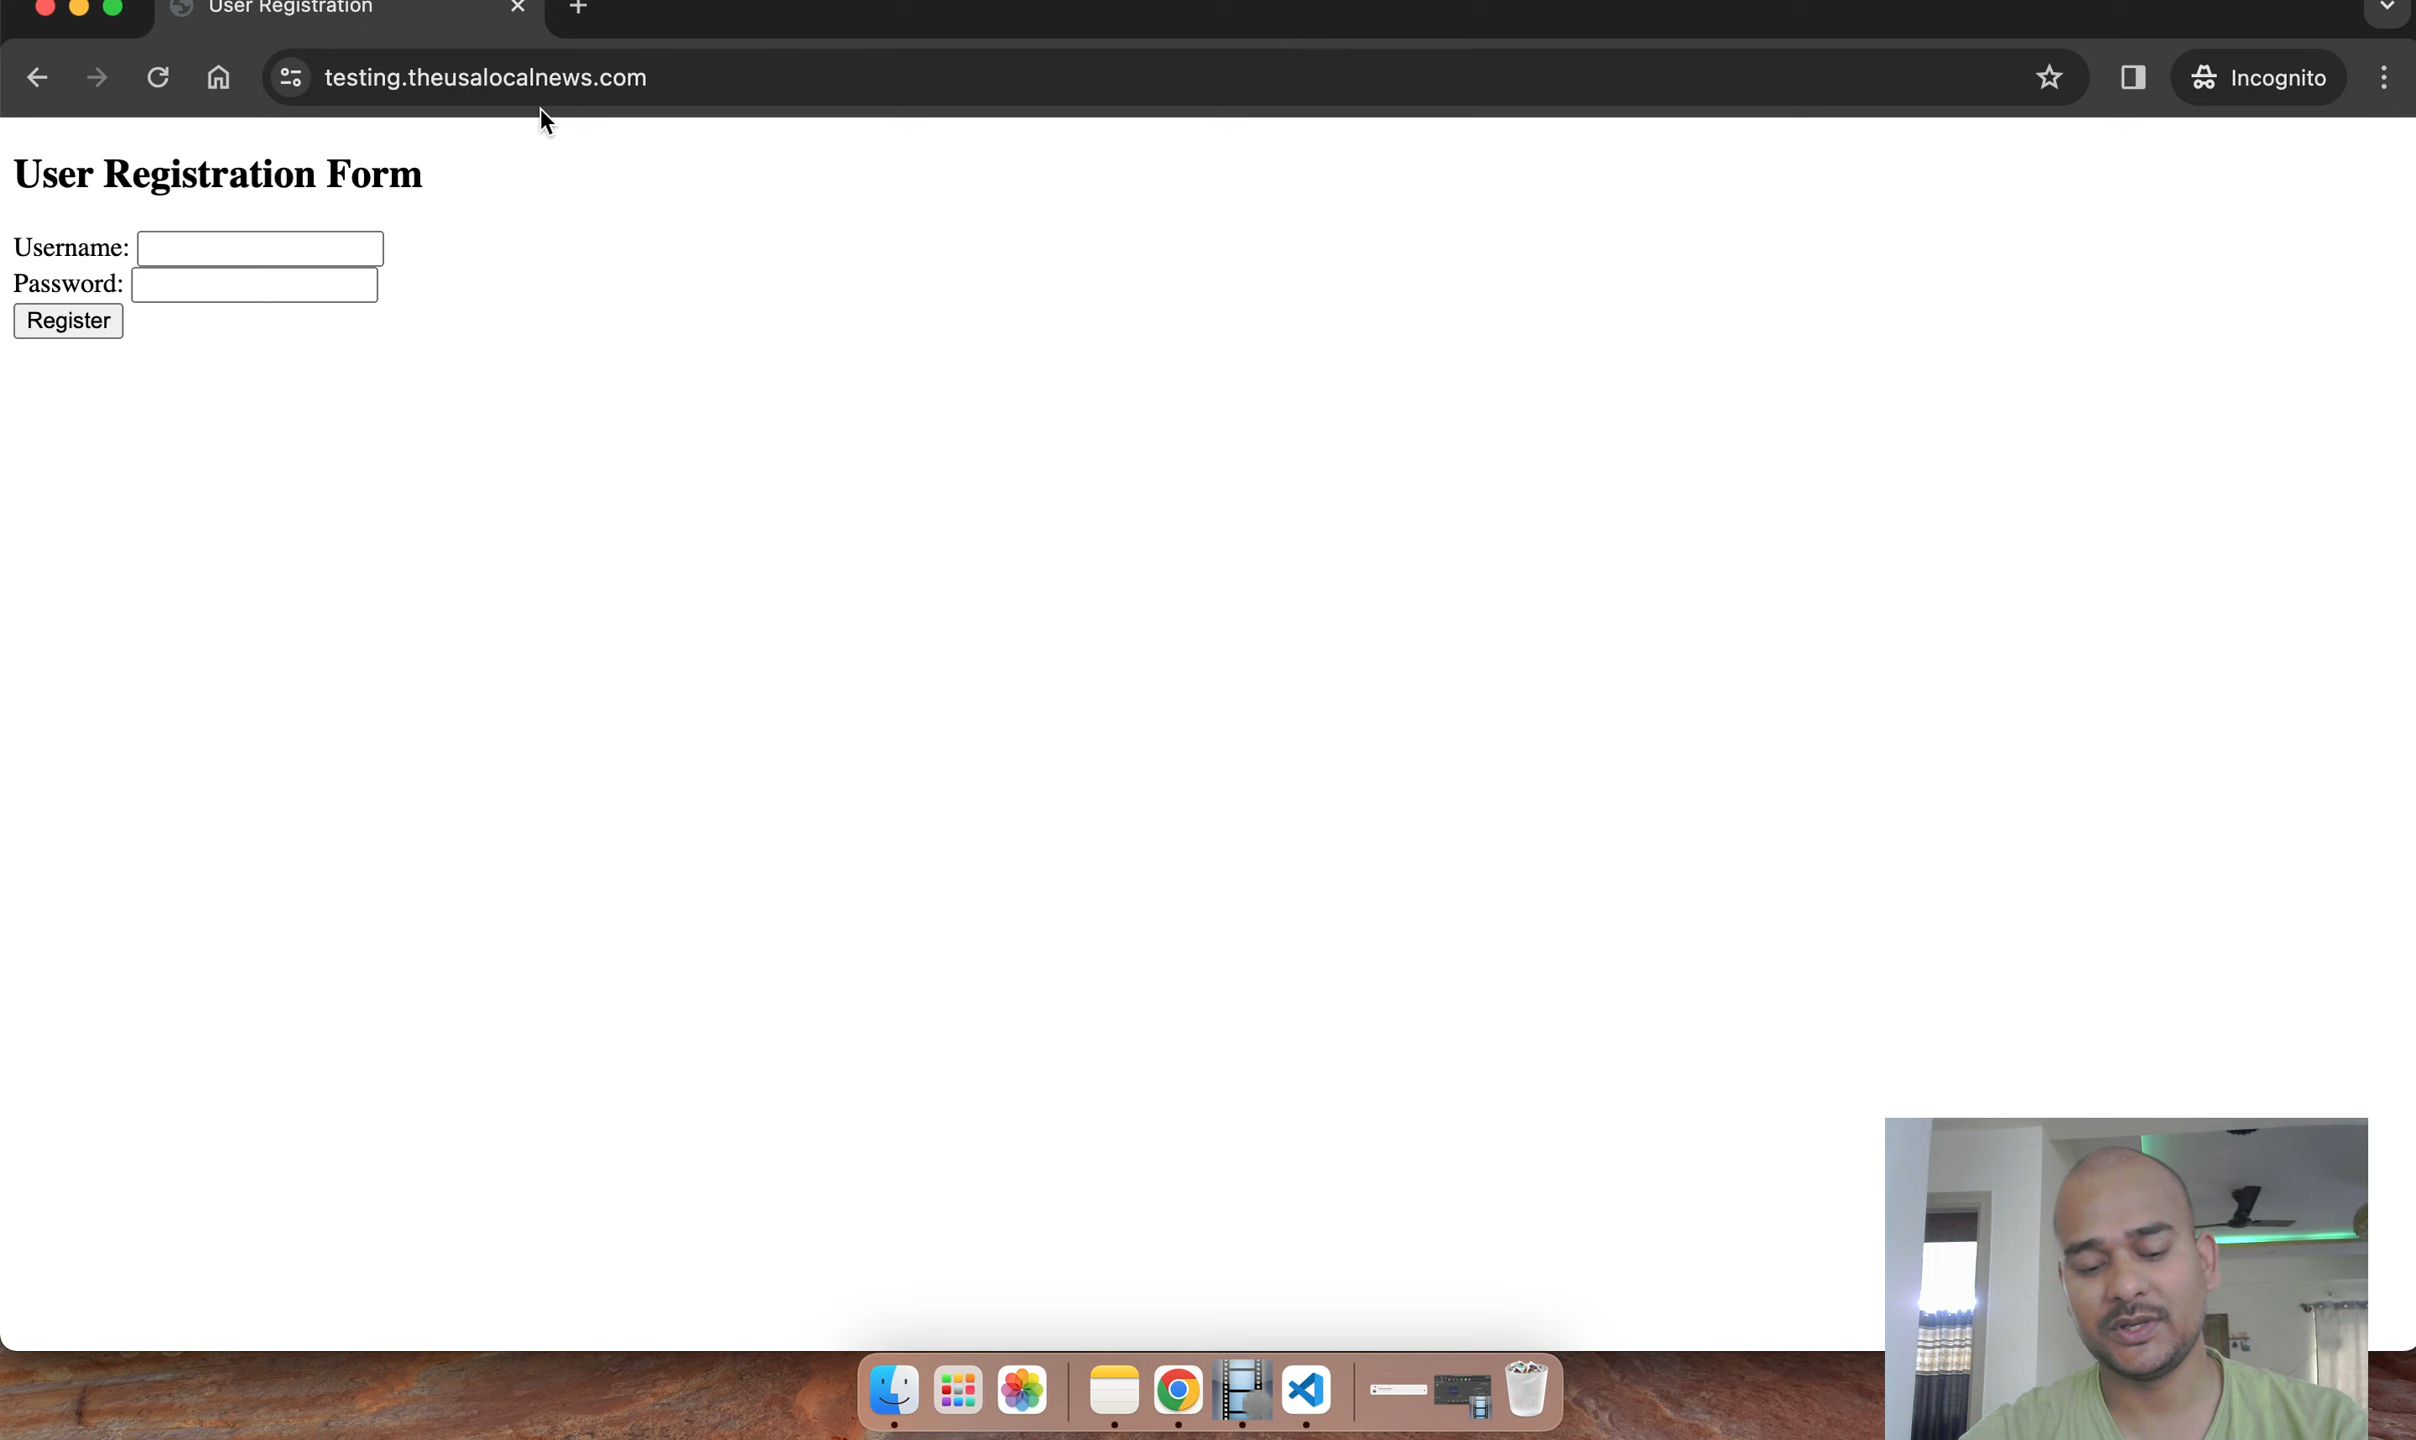 User Registration
testing.theusalocalnews.com
Incognito
User Registration Form
Username:
Password:
Register